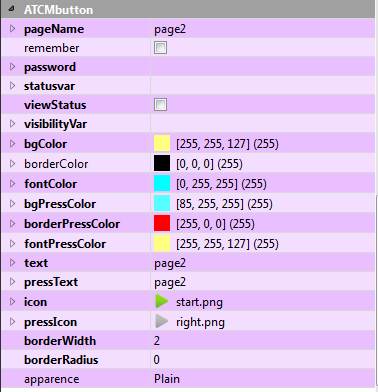 ATCMbutton
pageName page2
remember
password
statusvar
viewStatus
visibilityVar
bgColor [255, 255, 127] (255)
borderColor [0, 0, 0] (255)
fontColor [0, 255, 255] (255)
bgPressColor [85, 255, 255] (255)
borderPressColor [255, 0, 0] (255)
fontPressColor [255, 255, 127] (255)
text page2
pressText page2
icon start.png
pressIcon right.png
borderWidth 2
borderRadius 0
apparence Plain